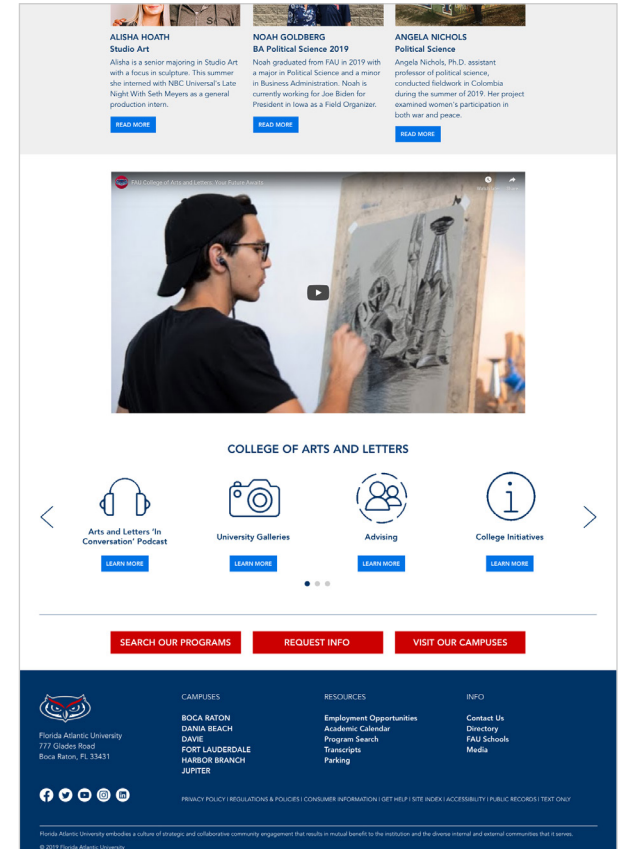 ALISHA HOATH
Studio Art
Alisha is a senior majoring in Studio Art
with a focus in sculpture. This summer
she interned with NBC Universal's Late
Night With Seth Meyers as a general
production intern.
READ MORE
NOAH GOLDBERG
BA Political Science 2019
Noah graduated from FAU in 2019 with
a major in Political Science and a minor
in Business Administration. Noah is
currently working for Joe Biden for
President in Iowa as a Field Organizer.
READ MORE
ANGELA NICHOLS
Political Science
Angela Nichols, Ph.D. assistant
professor of political science,
conducted fieldwork in Colombia
during the summer of 2019. Her project
examined women's participation in
both war and peace.
READ MORE
FAU College of Arts and Letters: Your Future Awaits
COLLEGE OF ARTS AND LETTERS
Arts and Letters 'In
Conversation' Podcast
LEARN MORE
University Galleries
LEARN MORE
Advising
LEARN MORE
College Initiatives
LEARN MORE
SEARCH OUR PROGRAMS
REQUEST INFO
VISIT OUR CAMPUSES
Florida Atlantic University
777 Glades Road
Boca Raton, FL 33431
CAMPUSES
BOCA RATON
DANIA BEACH
DAVIE
FORT LAUDERDALE
HARBOR BRANCH
JUPITER
RESOURCES
Employment Opportunities
Academic Calendar
Program Search
Transcripts
Parking
INFO
Contact Us
Directory
FAU Schools
Media
PRIVACY POLICY | REGULATIONS & POLICIES | CONSUMER INFORMATION | GET HELP | SITE INDEX | ACCESSIBILITY | PUBLIC RECORDS | TEXT ONLY
Florida Atlantic University embodies a culture of strategic and collaborative community engagement that results in mutual benefit to the institution and the diverse internal and external communities that it serves.
© 2019 Florida Atlantic University